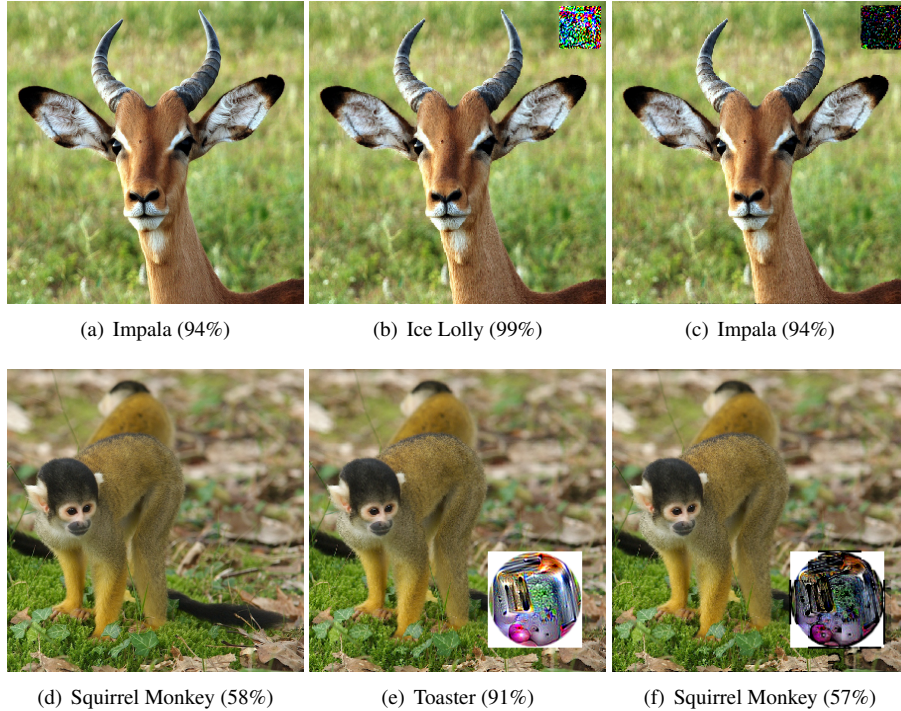 (a) Impala (94%)
(b) Ice Lolly (99%)
(c) Impala (94%)
(d) Squirrel Monkey (58%)
(e) Toaster (91%)
(f) Squirrel Monkey (57%)